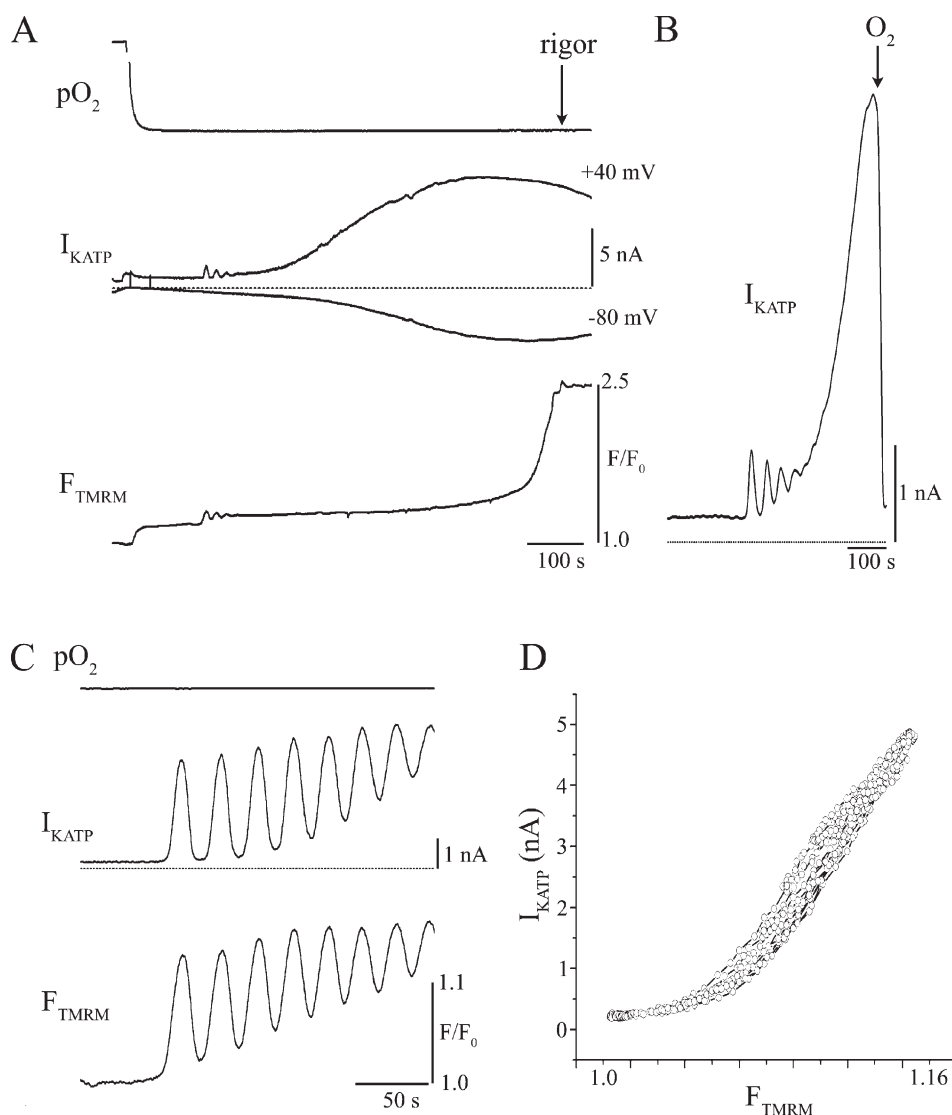 A
pO2
rigor
+40 mV
IKATP
5 nA
-80 mV
2.5
FTMRM
F/F0
1.0
100 s
B
O2
IKATP
1 nA
100 s
C
pO2
IKATP
1 nA
FTMRM
1.1
F/F0
1.0
50 s
D
IKATP (nA)
5
4
3
2
1
0
1.0
1.16
FTMRM